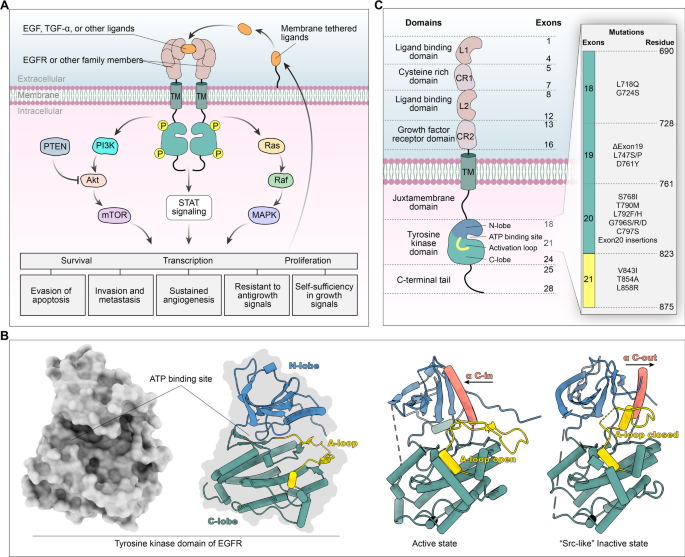 A
EGF, TGF-α, or other ligands
Membrane tethered
ligands
EGFR or other family members
Extracellular
Membrane
Intracellular
TM
TM
P
P
P
P
PTEN
PI3K
Akt
mTOR
STAT
signaling
Ras
Raf
MAPK
Survival
Transcription
Proliferation
Evasion of
apoptosis
Invasion and
metastasis
Sustained
angiogenesis
Resistant to
antigrowth
signals
Self-sufficiency
in growth
signals
C
Domains
Exons
Ligand binding
domain
L1
1
4
Cysteine rich
domain
CR1
5
7
Ligand binding
domain
L2
8
12
Growth factor
receptor domain
CR2
13
16
TM
Juxtamembrane
domain
Tyrosine
kinase domain
N-lobe
ATP binding site
Activation loop
C-lobe
18
21
24
C-terminal tail
25
28
Mutations
Exons
Residue
690
18
L718Q
G724S
728
19
ΔExon19
L747S/P
D761Y
761
20
S768I
T790M
L792F/H
G796S/R/D
C797S
Exon20 insertions
823
21
V843I
T854A
L858R
875
B
ATP binding site
N-lobe
A-loop
C-lobe
Tyrosine kinase domain of EGFR
α C-in
A-loop open
Active state
α C-out
A-loop closed
"Src-like" Inactive state